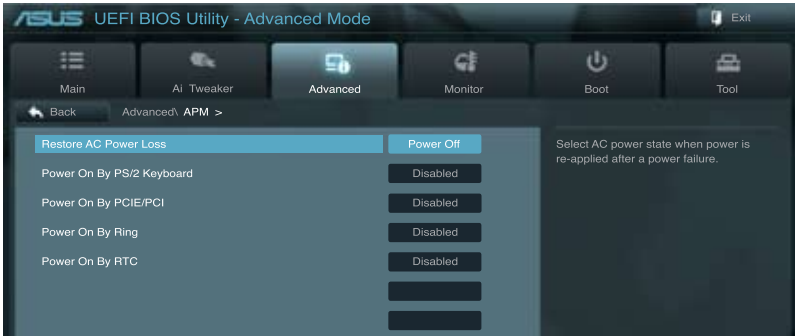 ASUS UEFI BIOS Utility - Advanced Mode
Exit
Main
Ai Tweaker
Advanced
Monitor
Boot
Tool
Back
Advanced\ APM >
Restore AC Power Loss
Power Off
Power On By PS/2 Keyboard
Disabled
Power On By PCIE/PCI
Disabled
Power On By Ring
Disabled
Power On By RTC
Disabled
Select AC power state when power is
re-applied after a power failure.